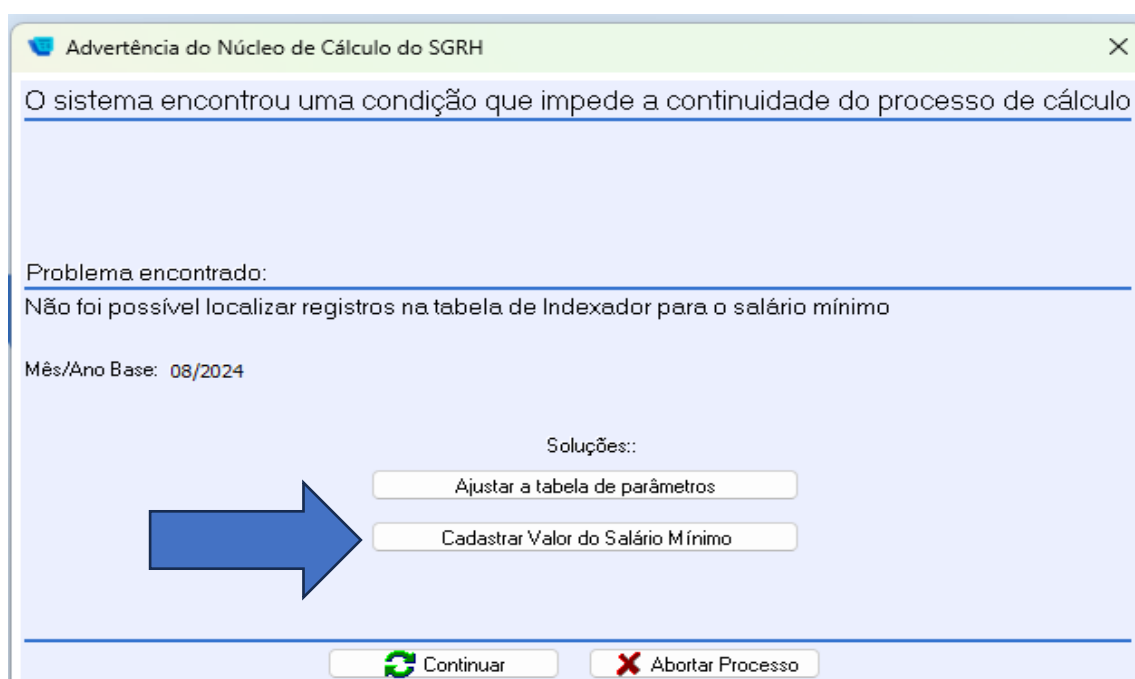 Advertência do Núcleo de Cálculo do SGRH
O sistema encontrou uma condição que impede a continuidade do processo de cálculo
Problema encontrado:
Não foi possível localizar registros na tabela de Indexador para o salário mínimo
Mês/Ano Base: 08/2024
Soluções::
Ajustar a tabela de parâmetros
Cadastrar Valor do Salário Mínimo
Continuar Abortar Processo